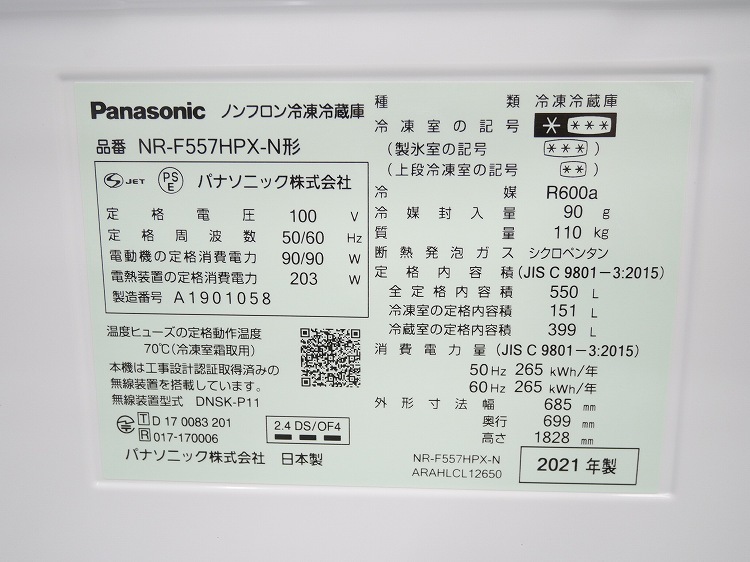 Panasonic ノンフロン冷凍冷蔵庫
品番 NR-F557HPX-N形
S JET PS E パナソニック株式会社
定格電圧 100 V
定格周波数 50/60 Hz
電動機の定格消費電力 90/90 W
電熱装置の定格消費電力 203 W
製造番号 A1901058
温度ヒューズの定格動作温度
70℃(冷凍室霜取用)
本機は工事設計認証取得済みの
無線装置を搭載しています。
無線装置型式 DNSK-P11
T D 17 0083 201
R 017-170006
2.4 DS/OF4
パナソニック株式会社 日本製
種類 冷凍冷蔵庫
冷凍室の記号 * ***
(製氷室の記号 *** )
(上段冷凍室の記号 ** )
冷媒 R600a
冷媒封入量 90 g
質量 110 kg
断熱発泡ガス シクロペンタン
定格内容積 (JIS C 9801-3:2015)
全定格内容積 550 L
冷凍室の定格内容積 151 L
冷蔵室の定格内容積 399 L
消費電力量 (JIS C 9801-3:2015)
50 Hz 265 kWh/年
60 Hz 265 kWh/年
外形寸法 幅 685 mm
奥行 699 mm
高さ 1828 mm
NR-F557HPX-N
ARAHLCL12650
2021年製